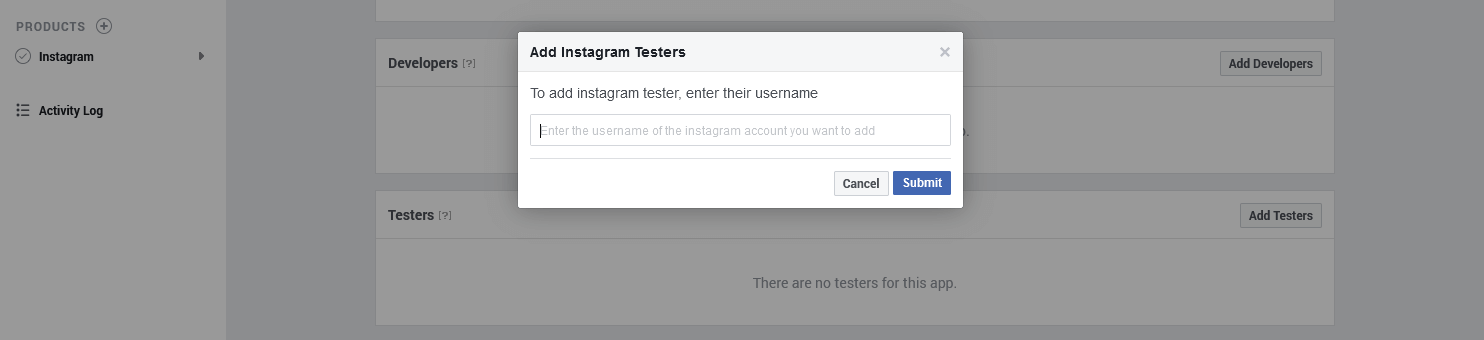 PRODUCTS
Instagram
Activity Log
Developers [?]
Add Developers
Add Instagram Testers
To add instagram tester, enter their username
Enter the username of the instagram account you want to add
Cancel
Submit
Testers [?]
Add Testers
There are no testers for this app.